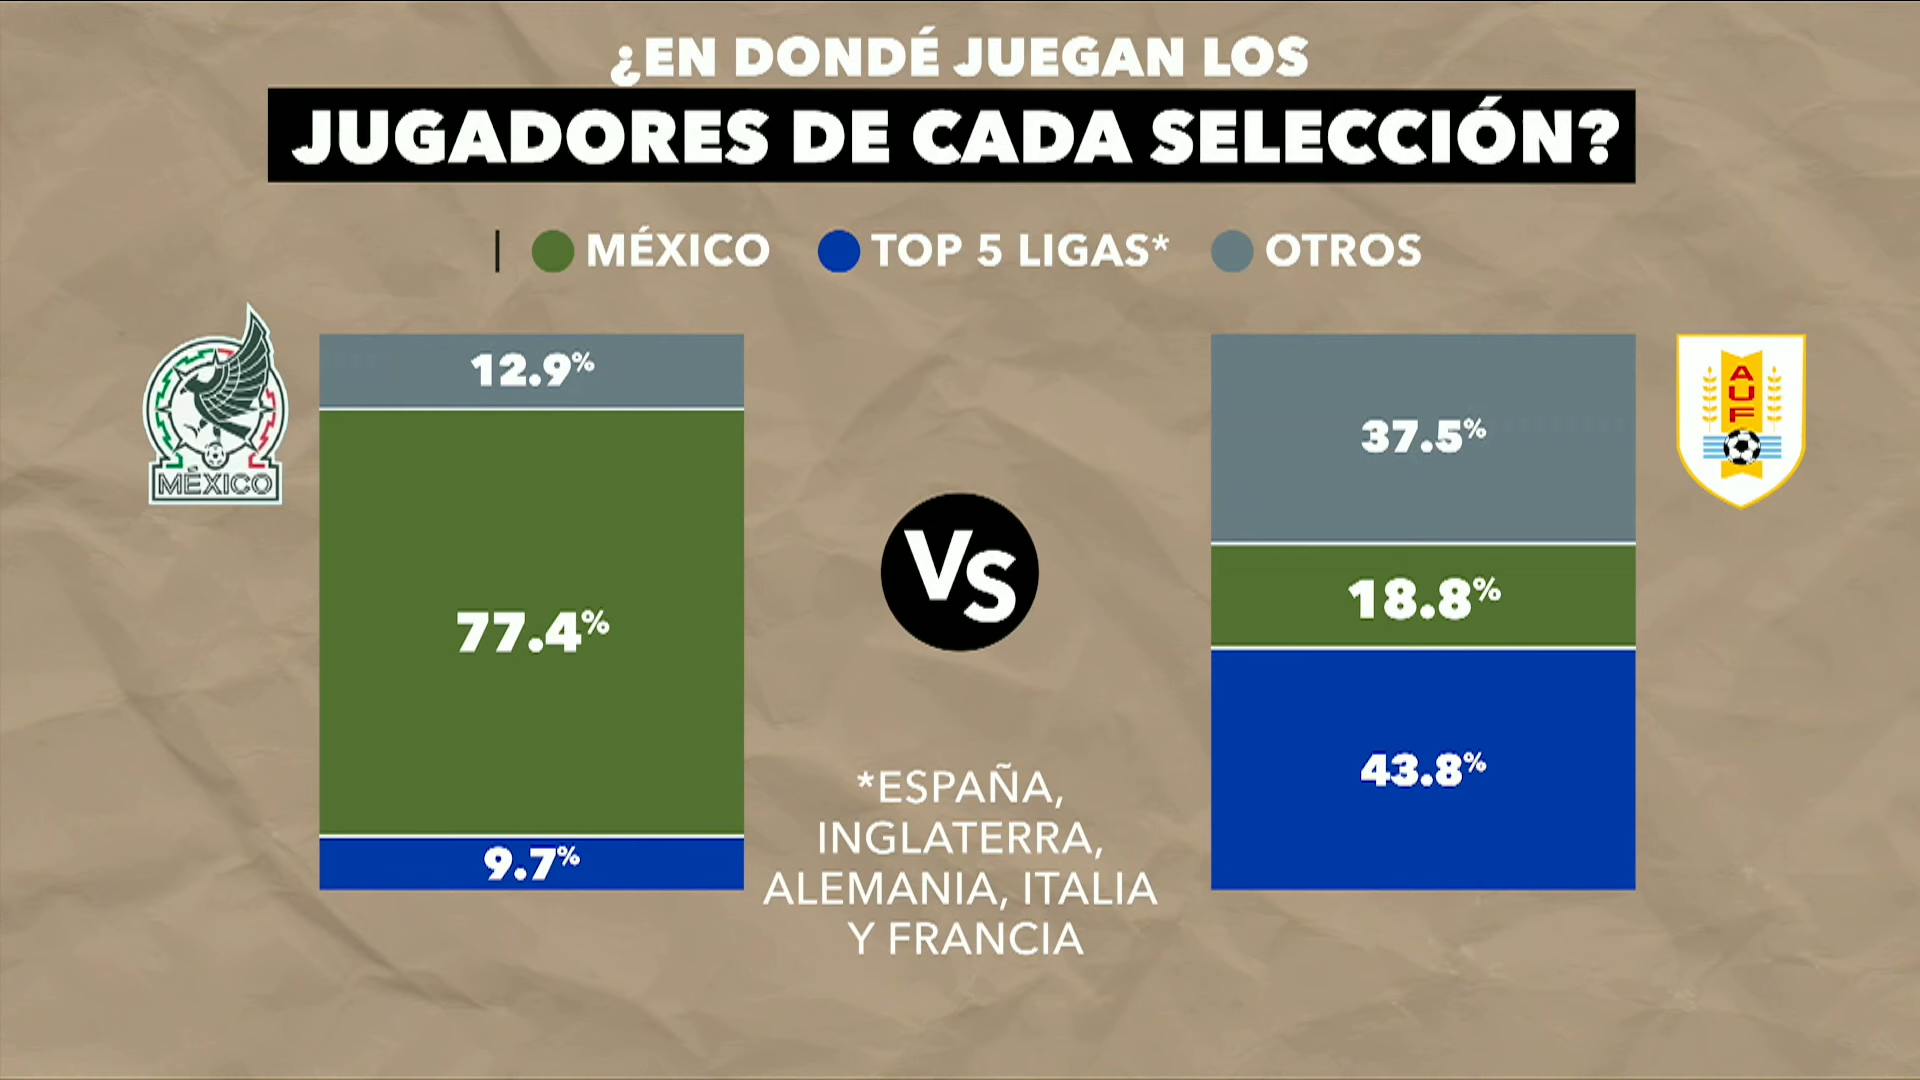 ¿EN DONDÉ JUEGAN LOS
JUGADORES DE CADA SELECCIÓN?
MÉXICO
TOP 5 LIGAS*
OTROS
MÉXICO
12.9%
77.4%
9.7%
VS
*ESPAÑA,
INGLATERRA,
ALEMANIA, ITALIA
Y FRANCIA
37.5%
18.8%
43.8%
A
U
F